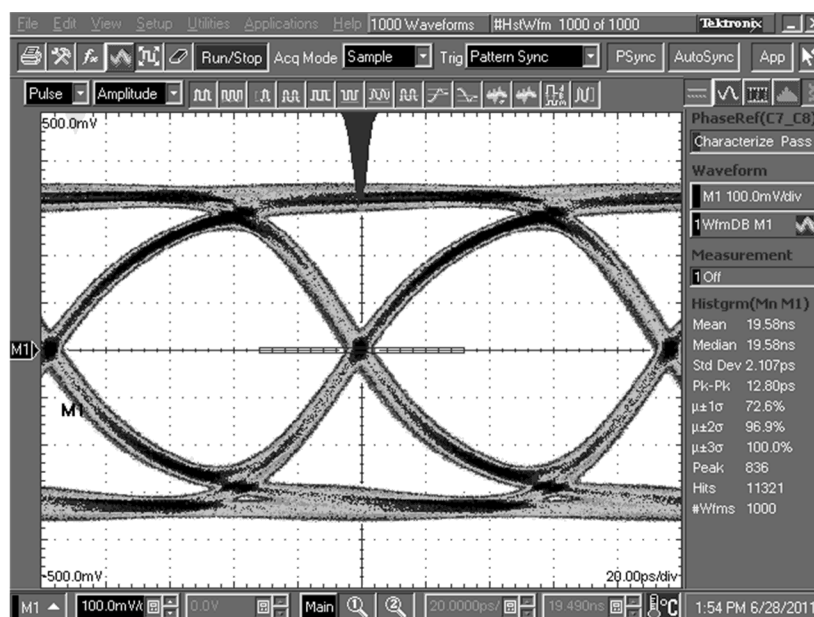 File Edit View Setup Utilities Applications Help 1000 Waveforms #HstWfm 1000 of 1000 Tektronix
Run/Stop Acq Mode Sample Trig Pattern Sync PSync AutoSync App
Pulse Amplitude
500.0mV
PhaseRef(C7_C8)
Characterize Pass
Waveform
M1 100.0mV/div
1 WfmDB M1
Measurement
1 Off
Histgrm(Mn M1)
Mean 19.58ns
M1
Median 19.58ns
Std Dev 2.107ps
Pk-Pk 12.80ps
M1
μ±1σ 72.6%
μ±2σ 96.9%
μ±3σ 100.0%
Peak 836
Hits 11321
#Wfms 1000
-500.0mV 20.00ps/div
M1 100.0mV/ 0.0V Main 1 2 20.0000ps/ 19.490ns °C 1:54 PM 6/28/2011